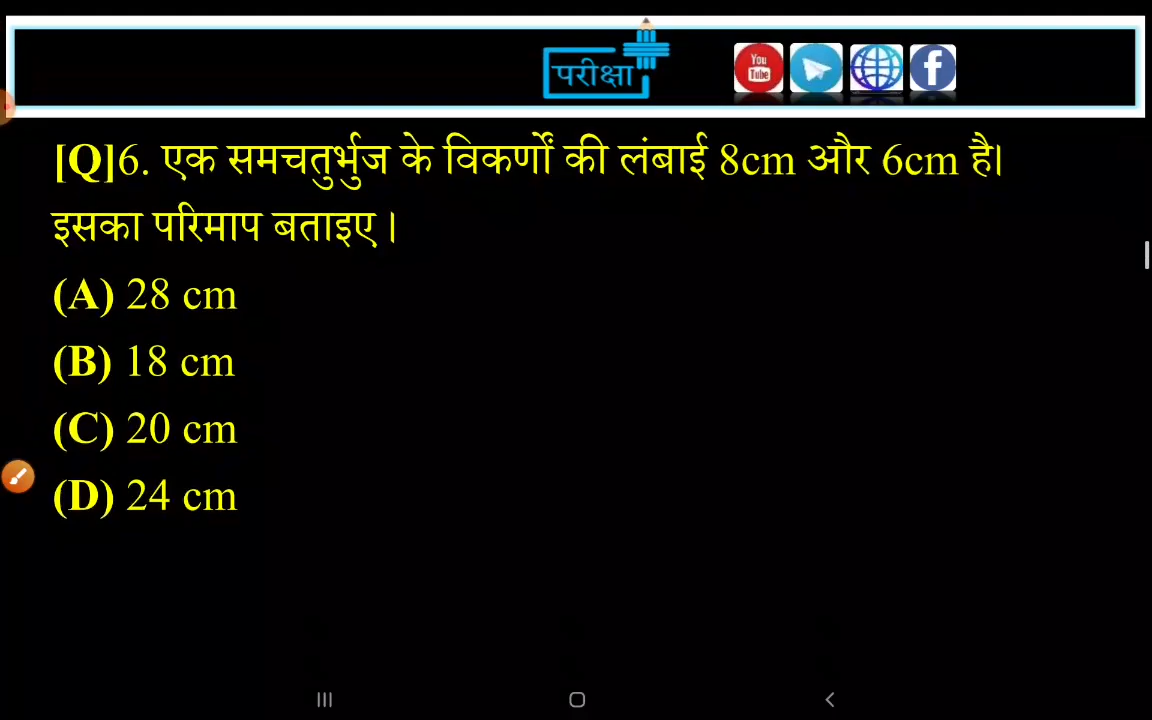 परीक्षा
You
Tube
[Q]6. एक समचतुर्भुज के विकर्णों की लंबाई 8cm और 6cm है।
इसका परिमाप बताइए।
(A) 28 cm
(B) 18 cm
(C) 20 cm
(D) 24 cm